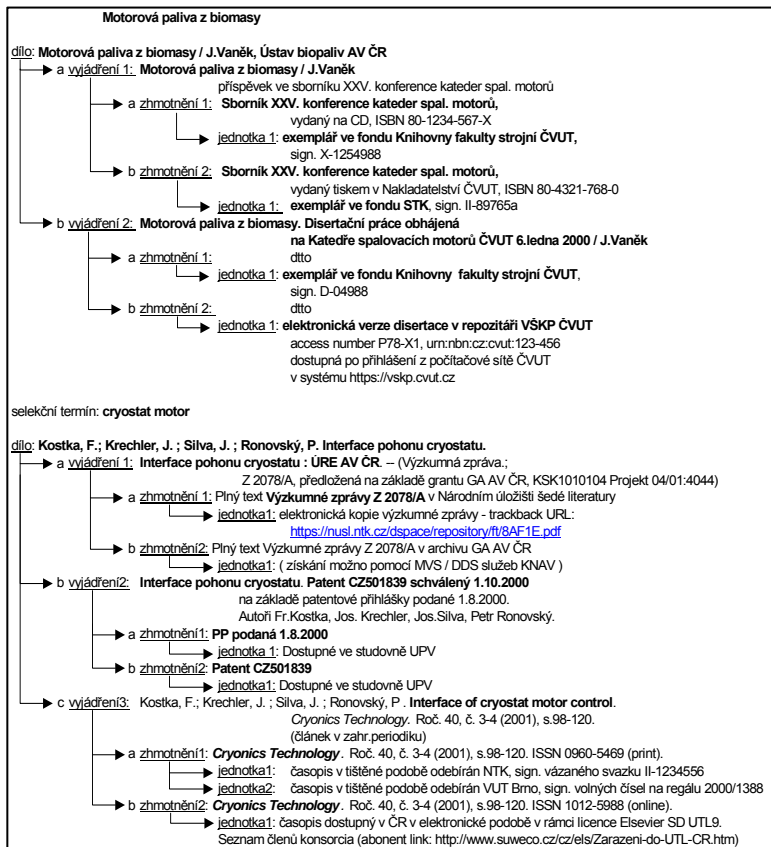 Motorová paliva z biomasy
dílo: Motorová paliva z biomasy / J.Vaněk, Ústav biopaliv AV ČR
a vyjádření 1: Motorová paliva z biomasy / J.Vaněk
příspěvek ve sborníku XXV. konference kateder spal. motorů
a zhmotnění 1: Sborník XXV. konference kateder spal. motorů,
vydaný na CD, ISBN 80-1234-567-X
jednotka 1: exemplář ve fondu Knihovny fakulty strojní ČVUT,
sign. X-1254988
b zhmotnění 2: Sborník XXV. konference kateder spal. motorů,
vydaný tiskem v Nakladatelství ČVUT, ISBN 80-4321-768-0
jednotka 1: exemplář ve fondu STK, sign. II-89765a
b vyjádření 2: Motorová paliva z biomasy. Disertační práce obhájená
na Katedře spalovacích motorů ČVUT 6.ledna 2000 / J.Vaněk
a zhmotnění 1: dtto
jednotka 1: exemplář ve fondu Knihovny fakulty strojní ČVUT,
sign. D-04988
b zhmotnění 2: dtto
jednotka 1: elektronická verze disertace v repozitáři VŠKP ČVUT
access number P78-X1, urn:nbn:cz:cvut:123-456
dostupná po přihlášení z počítačové sítě ČVUT
v systému https://vskp.cvut.cz
selekční termín: cryostat motor
dílo: Kostka, F.; Krechler, J. ; Silva, J. ; Ronovský, P. Interface pohonu cryostatu.
a vyjádření 1: Interface pohonu cryostatu : ÚRE AV ČR. -- (Výzkumná zpráva.;
Z 2078/A, předložená na základě grantu GA AV ČR, KSK1010104 Projekt 04/01:4044)
a zhmotnění 1: Plný text Výzkumné zprávy Z 2078/A v Národním úložišti šedé literatury
jednotka1: elektronická kopie výzkumné zprávy - trackback URL:
https://nusl.ntk.cz/dspace/repository/ft/8AF1E.pdf
b zhmotnění2: Plný text Výzkumné zprávy Z 2078/A v archivu GA AV ČR
jednotka1: ( získání možno pomocí MVS / DDS služeb KNAV )
b vyjádření2: Interface pohonu cryostatu. Patent CZ501839 schválený 1.10.2000
na základě patentové přihlášky podané 1.8.2000.
Autoři Fr.Kostka, Jos. Krechler, Jos.Silva, Petr Ronovský.
a zhmotnění1: PP podaná 1.8.2000
jednotka 1: Dostupné ve studovně UPV
b zhmotnění2: Patent CZ501839
jednotka1: Dostupné ve studovně UPV
c vyjádření3: Kostka, F.; Krechler, J. ; Silva, J. ; Ronovský, P . Interface of cryostat motor control.
Cryonics Technology. Roč. 40, č. 3-4 (2001), s.98-120.
(článek v zahr.periodiku)
a zhmotnění1: Cryonics Technology . Roč. 40, č. 3-4 (2001), s.98-120. ISSN 0960-5469 (print).
jednotka1: časopis v tištěné podobě odebírán NTK, sign. vázaného svazku II-1234556
jednotka2: časopis v tištěné podobě odebírán VUT Brno, sign. volných čísel na regálu 2000/1388
b zhmotnění2: Cryonics Technology . Roč. 40, č. 3-4 (2001), s.98-120. ISSN 1012-5988 (online).
jednotka1: časopis dostupný v ČR v elektronické podobě v rámci licence Elsevier SD UTL9.
Seznam členů konsorcia (abonent link: http://www.suweco.cz/cz/els/Zarazeni-do-UTL-CR.htm)